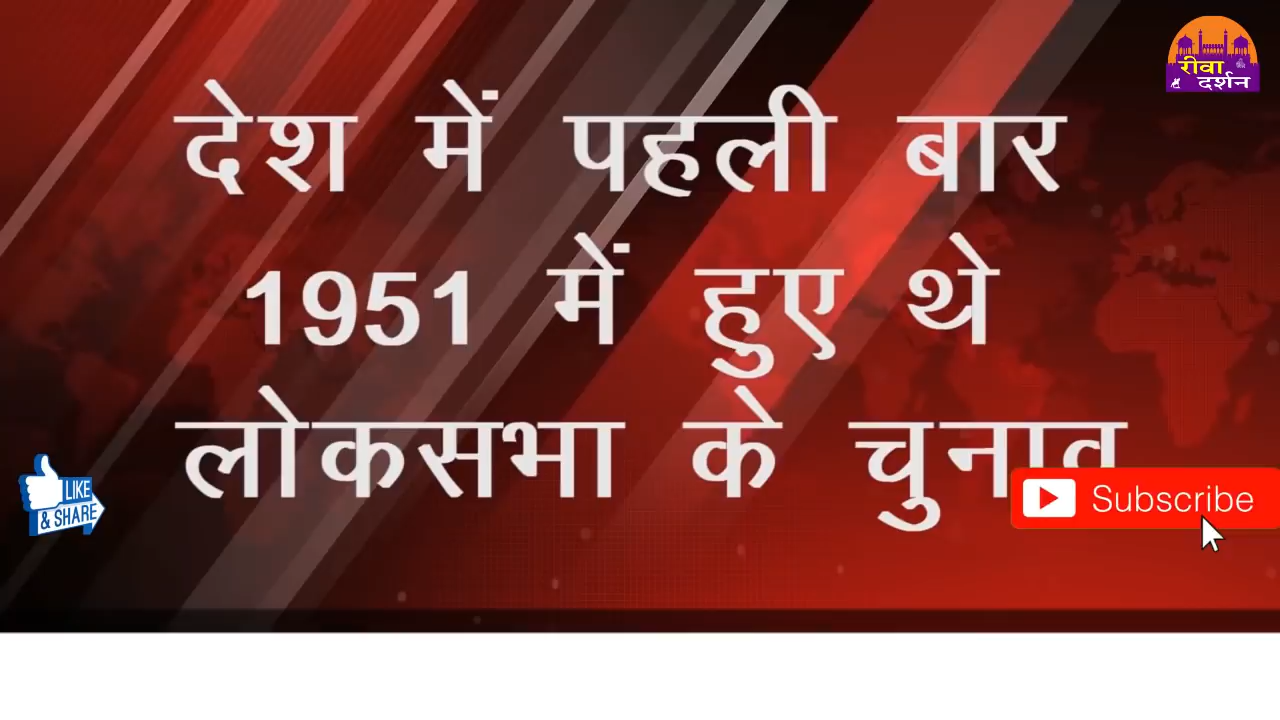 रीवा
दर्शन
देश में पहली बार
1951 में हुए थे
लोकसभा के चुनाव
LIKE
& SHARE
Subscribe